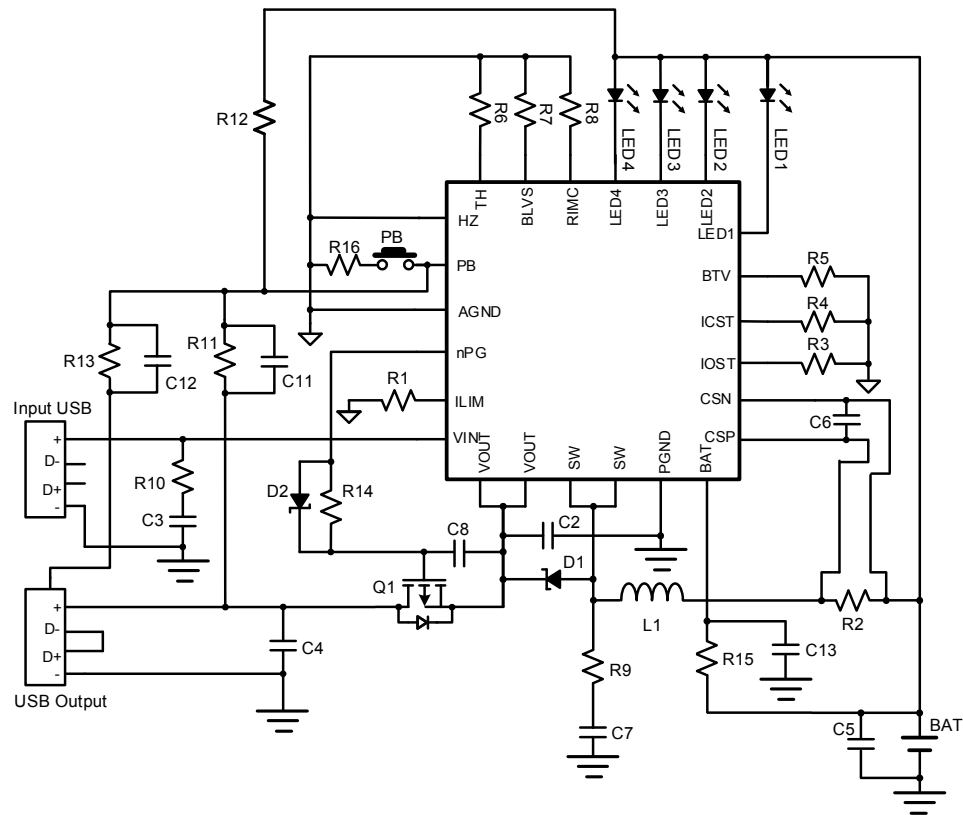 R12
R6
R7
R8
LED4
LED3
LED2
LED1
TH
BLVS
RIMC
LED4
LED3
LED2
LED1
HZ
R16
PB
PB
AGND
nPG
ILIM
VIN
BTV
ICST
IOST
CSN
CSP
R5
R4
R3
C6
R13
C12
R11
C11
R1
Input USB
+
D-
D+
-
R10
C3
VOUT
VOUT
SW
SW
PGND
BAT
D2
R14
C8
C2
D1
Q1
L1
R2
+
D-
D+
-
USB Output
C4
R9
C7
R15
C13
C5
BAT